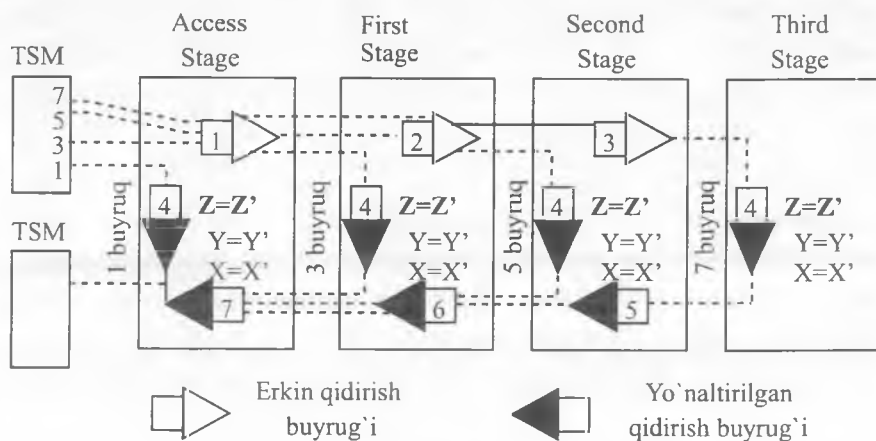 Access Stage
First Stage
Second Stage
Third Stage
TSM
7
5
3
1
1
2
3
TSM
1 buyruq
4
Z=Z'
Y=Y'
X=X'
3 buyruq
4
Z=Z'
Y=Y'
X=X'
5 buyruq
4
Z=Z'
Y=Y'
X=X'
7 buyruq
4
Z=Z'
Y=Y'
X=X'
7
6
5
Erkin qidirish
buyrug`i
Yo`naltirilgan
qidirish buyrug`i